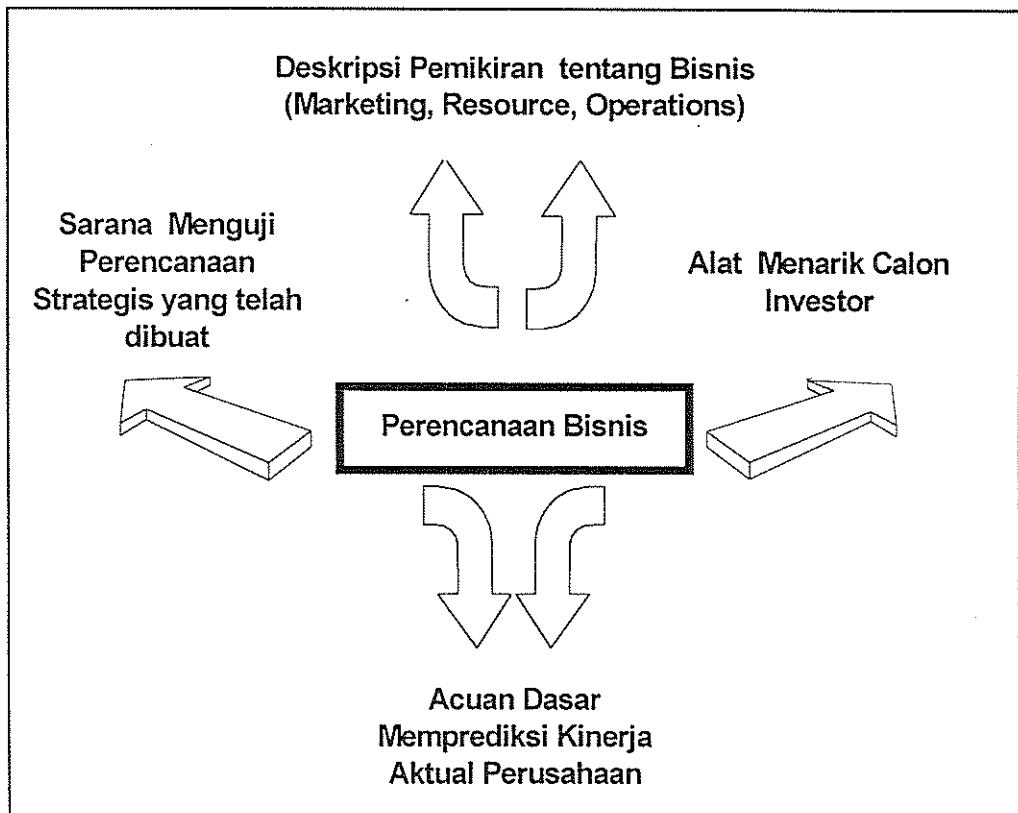 Deskripsi Pemikiran tentang Bisnis
(Marketing, Resource, Operations)
Sarana Menguji
Perencanaan
Strategis yang telah
dibuat
Alat Menarik Calon
Investor
Perencanaan Bisnis
Acuan Dasar
Memprediksi Kinerja
Aktual Perusahaan